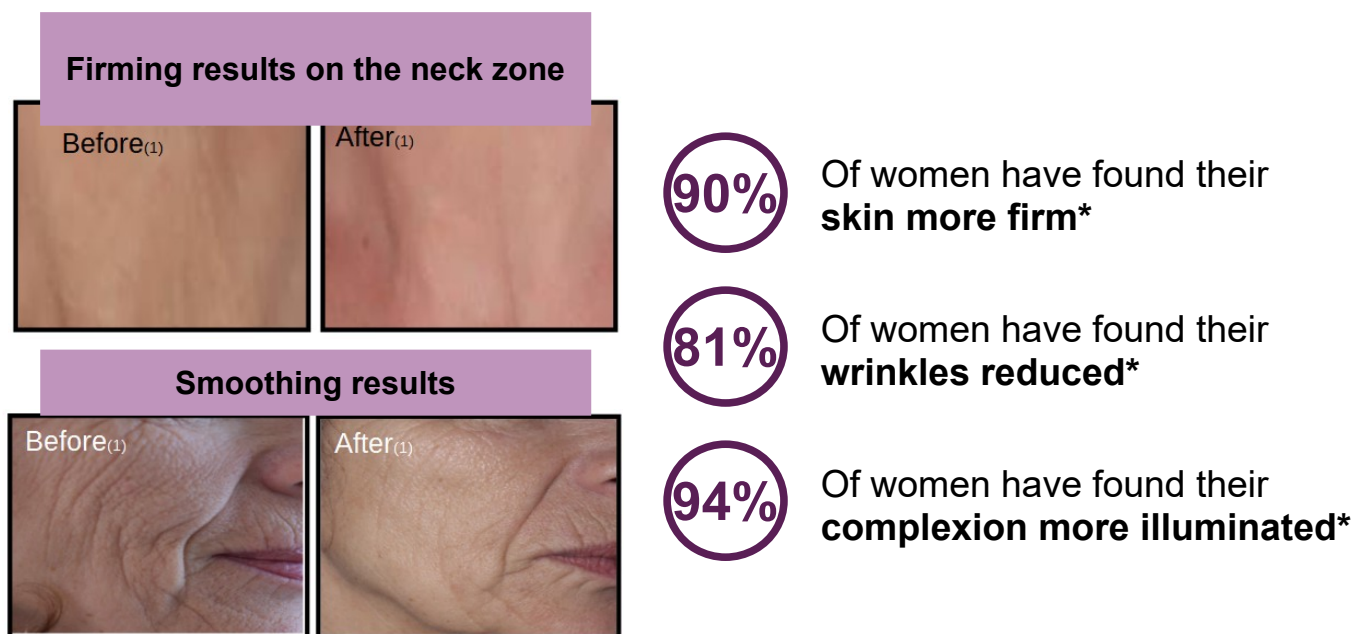 Firming results on the neck zone
Before(1)
After(1)
Smoothing results
Before(1)
After(1)
90%
Of women have found their
skin more firm*
81%
Of women have found their
wrinkles reduced*
94%
Of women have found their
complexion more illuminated*